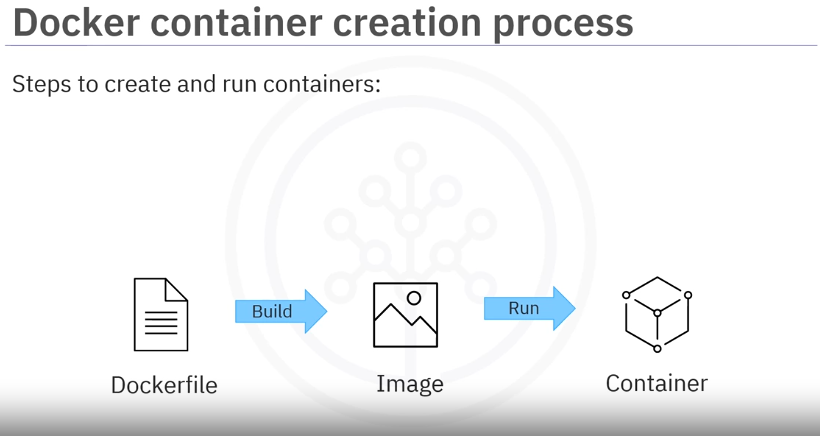 Docker container creation process
Steps to create and run containers:
Build
Run
Dockerfile
Image
Container